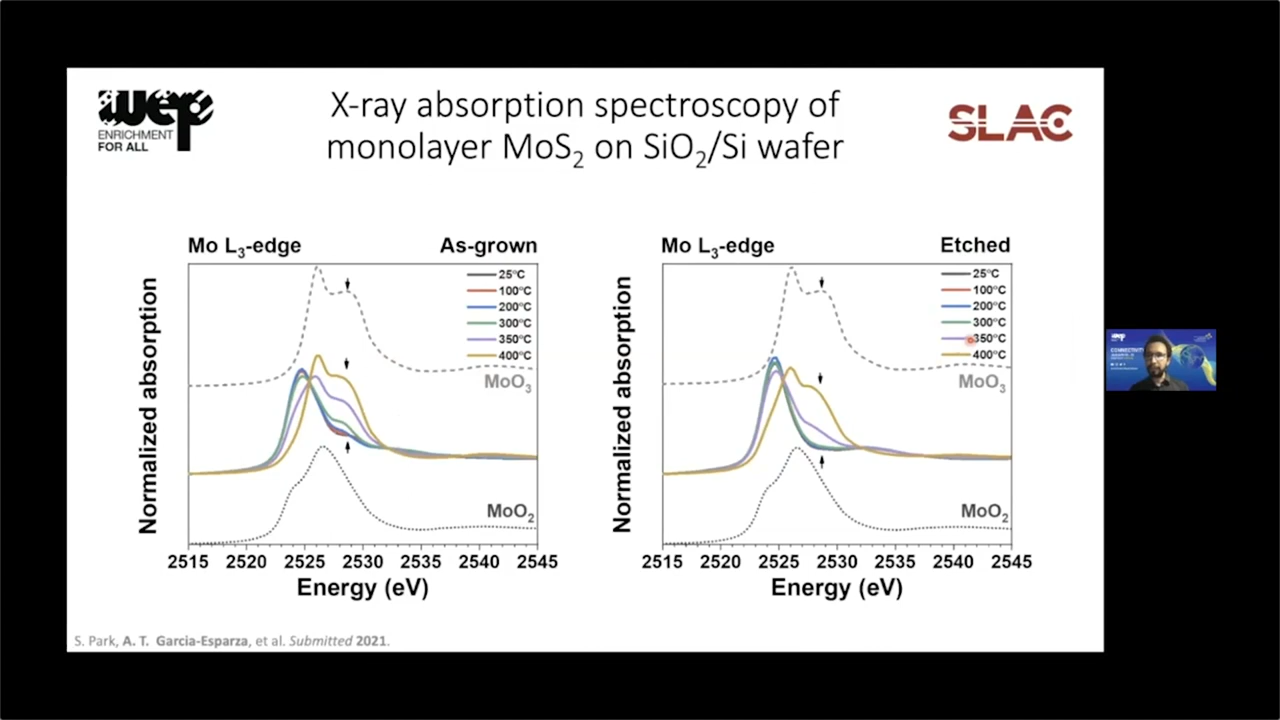 wep
ENRICHMENT
FOR ALL
X-ray absorption spectroscopy of
monolayer MoS₂ on SiO₂/Si wafer
SLAC
Mo L₃-edge
As-grown
25°C
100°C
200°C
300°C
350°C
400°C
MoO₃
MoO₂
Normalized absorption
2515 2520 2525 2530 2535 2540 2545
Energy (eV)
Mo L₃-edge
Etched
25°C
100°C
200°C
300°C
350°C
400°C
MoO₃
MoO₂
Normalized absorption
2515 2520 2525 2530 2535 2540 2545
Energy (eV)
S. Park, A. T. Garcia-Esparza, et al. Submitted 2021.